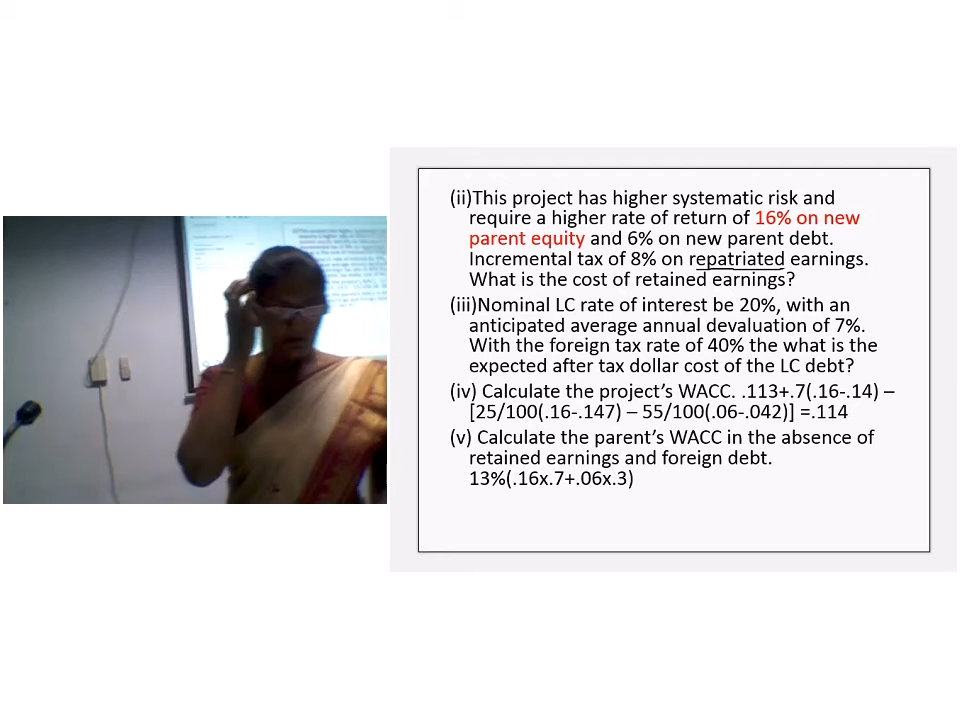 (ii)This project has higher systematic risk and
require a higher rate of return of 16% on new
parent equity and 6% on new parent debt.
Incremental tax of 8% on repatriated earnings.
What is the cost of retained earnings?
(iii)Nominal LC rate of interest be 20%, with an
anticipated average annual devaluation of 7%.
With the foreign tax rate of 40% the what is the
expected after tax dollar cost of the LC debt?
(iv) Calculate the project's WACC. .113+.7(.16-.14) –
[25/100(.16-.147) – 55/100(.06-.042)] =.114
(v) Calculate the parent's WACC in the absence of
retained earnings and foreign debt.
13%(.16x.7+.06x.3)